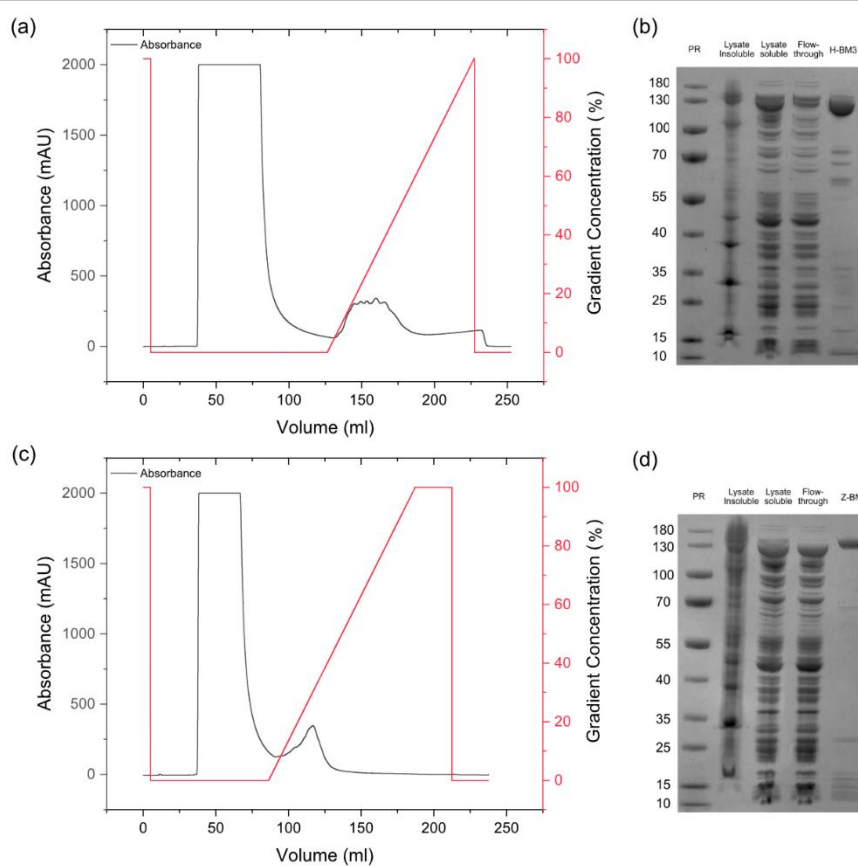 (a)
Absorbance
2000
1500
1000
500
0
Absorbance (mAU)
100
80
60
40
20
0
Gradient Concentration (%)
0 50 100 150 200 250
Volume (ml)
(b)
PR Lysate Insoluble Lysate soluble Flow-through H-BM3
180
130
100
70
55
40
35
25
15
10
(c)
Absorbance
2000
1500
1000
500
0
Absorbance (mAU)
100
80
60
40
20
0
Gradient Concentration (%)
0 50 100 150 200 250
Volume (ml)
(d)
PR Lysate Insoluble Lysate soluble Flow-through
180
130
100
70
55
40
35
25
15
10